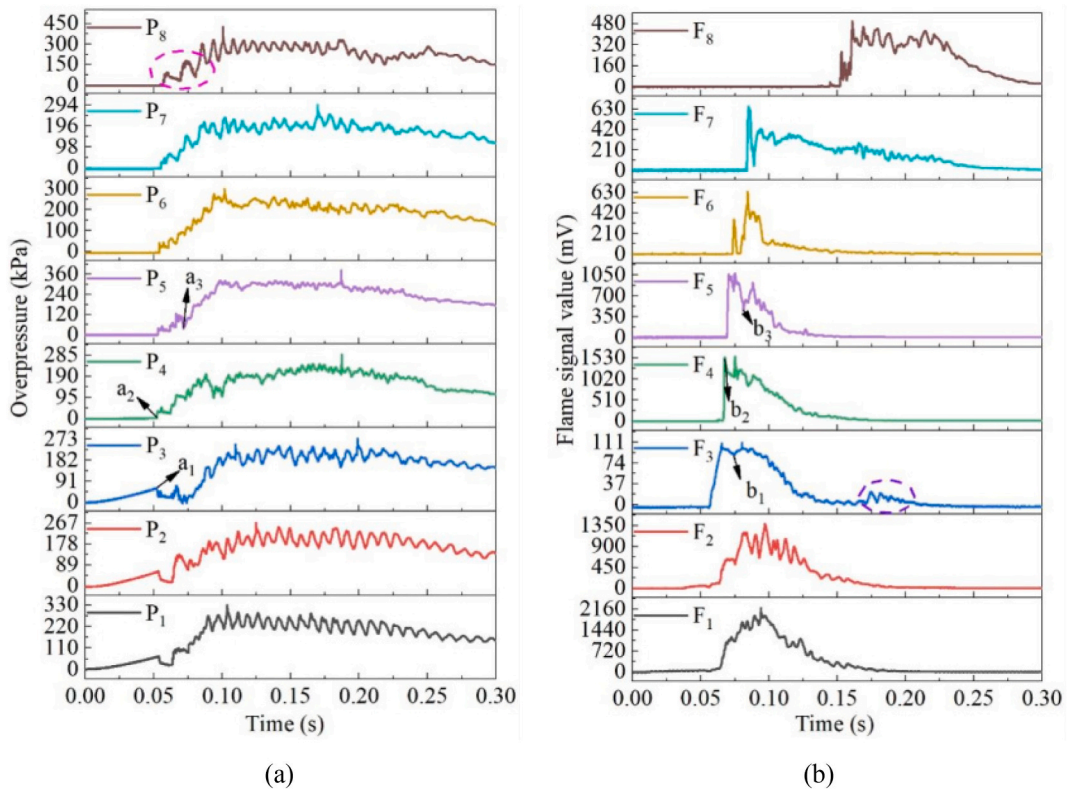 P8
450
300
150
0
P7
294
196
98
0
P6
300
200
100
0
P5
a3
360
240
120
0
P4
a2
285
190
95
0
P3
a1
273
182
91
0
P2
267
178
89
0
P1
330
220
110
0
0.00 0.05 0.10 0.15 0.20 0.25 0.30
Time (s)
Overpressure (kPa)
(a)
F8
480
320
160
0
F7
630
420
210
0
F6
630
420
210
0
F5
b3
1050
700
350
0
F4
b2
1530
1020
510
0
F3
b1
111
74
37
0
F2
1350
900
450
0
F1
2160
1440
720
0
0.00 0.05 0.10 0.15 0.20 0.25 0.30
Time (s)
Flame signal value (mV)
(b)